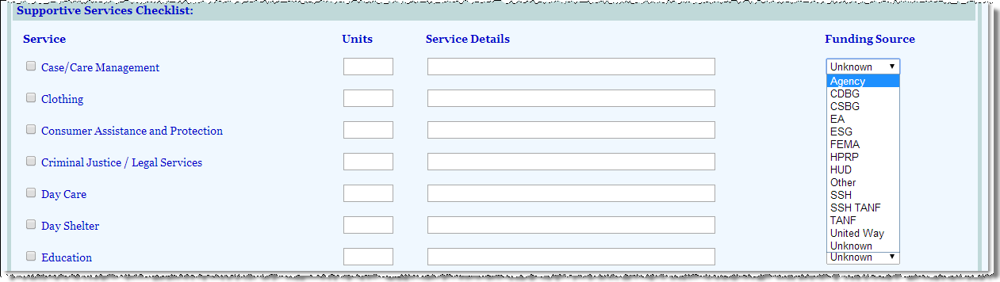 Supportive Services Checklist:
Service Units Service Details Funding Source
Case/Care Management Unknown
Agency
Clothing CDBG
CSBG
EA
Consumer Assistance and Protection ESG
FEMA
Criminal Justice / Legal Services HPRP
HUD
Other
Day Care SSH
SSH TANF
Day Shelter TANF
United Way
Unknown
Education Unknown